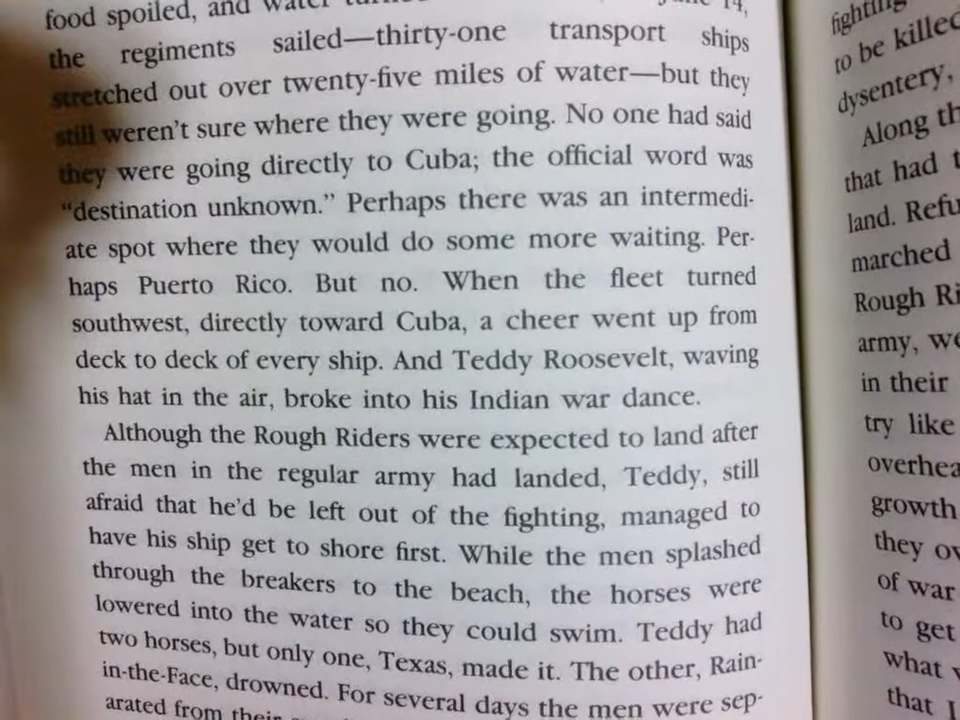 food spoiled, and water
14,
the regiments sailed—thirty-one transport ships
stretched out over twenty-five miles of water—but they
still weren't sure where they were going. No one had said
they were going directly to Cuba; the official word was
"destination unknown." Perhaps there was an intermedi-
ate spot where they would do some more waiting. Per-
haps Puerto Rico. But no. When the fleet turned
southwest, directly toward Cuba, a cheer went up from
deck to deck of every ship. And Teddy Roosevelt, waving
his hat in the air, broke into his Indian war dance.
Although the Rough Riders were expected to land after
the men in the regular army had landed, Teddy, still
afraid that he'd be left out of the fighting, managed to
have his ship get to shore first. While the men splashed
through the breakers to the beach, the horses were
lowered into the water so they could swim. Teddy had
two horses, but only one, Texas, made it. The other, Rain-
in-the-Face, drowned. For several days the men were sep-
arated from their
fighting
to be killed
dysentery,
Along
that had
land.
marched
Rough
army,
in their
try like
growth
they
of war
to get
what
that